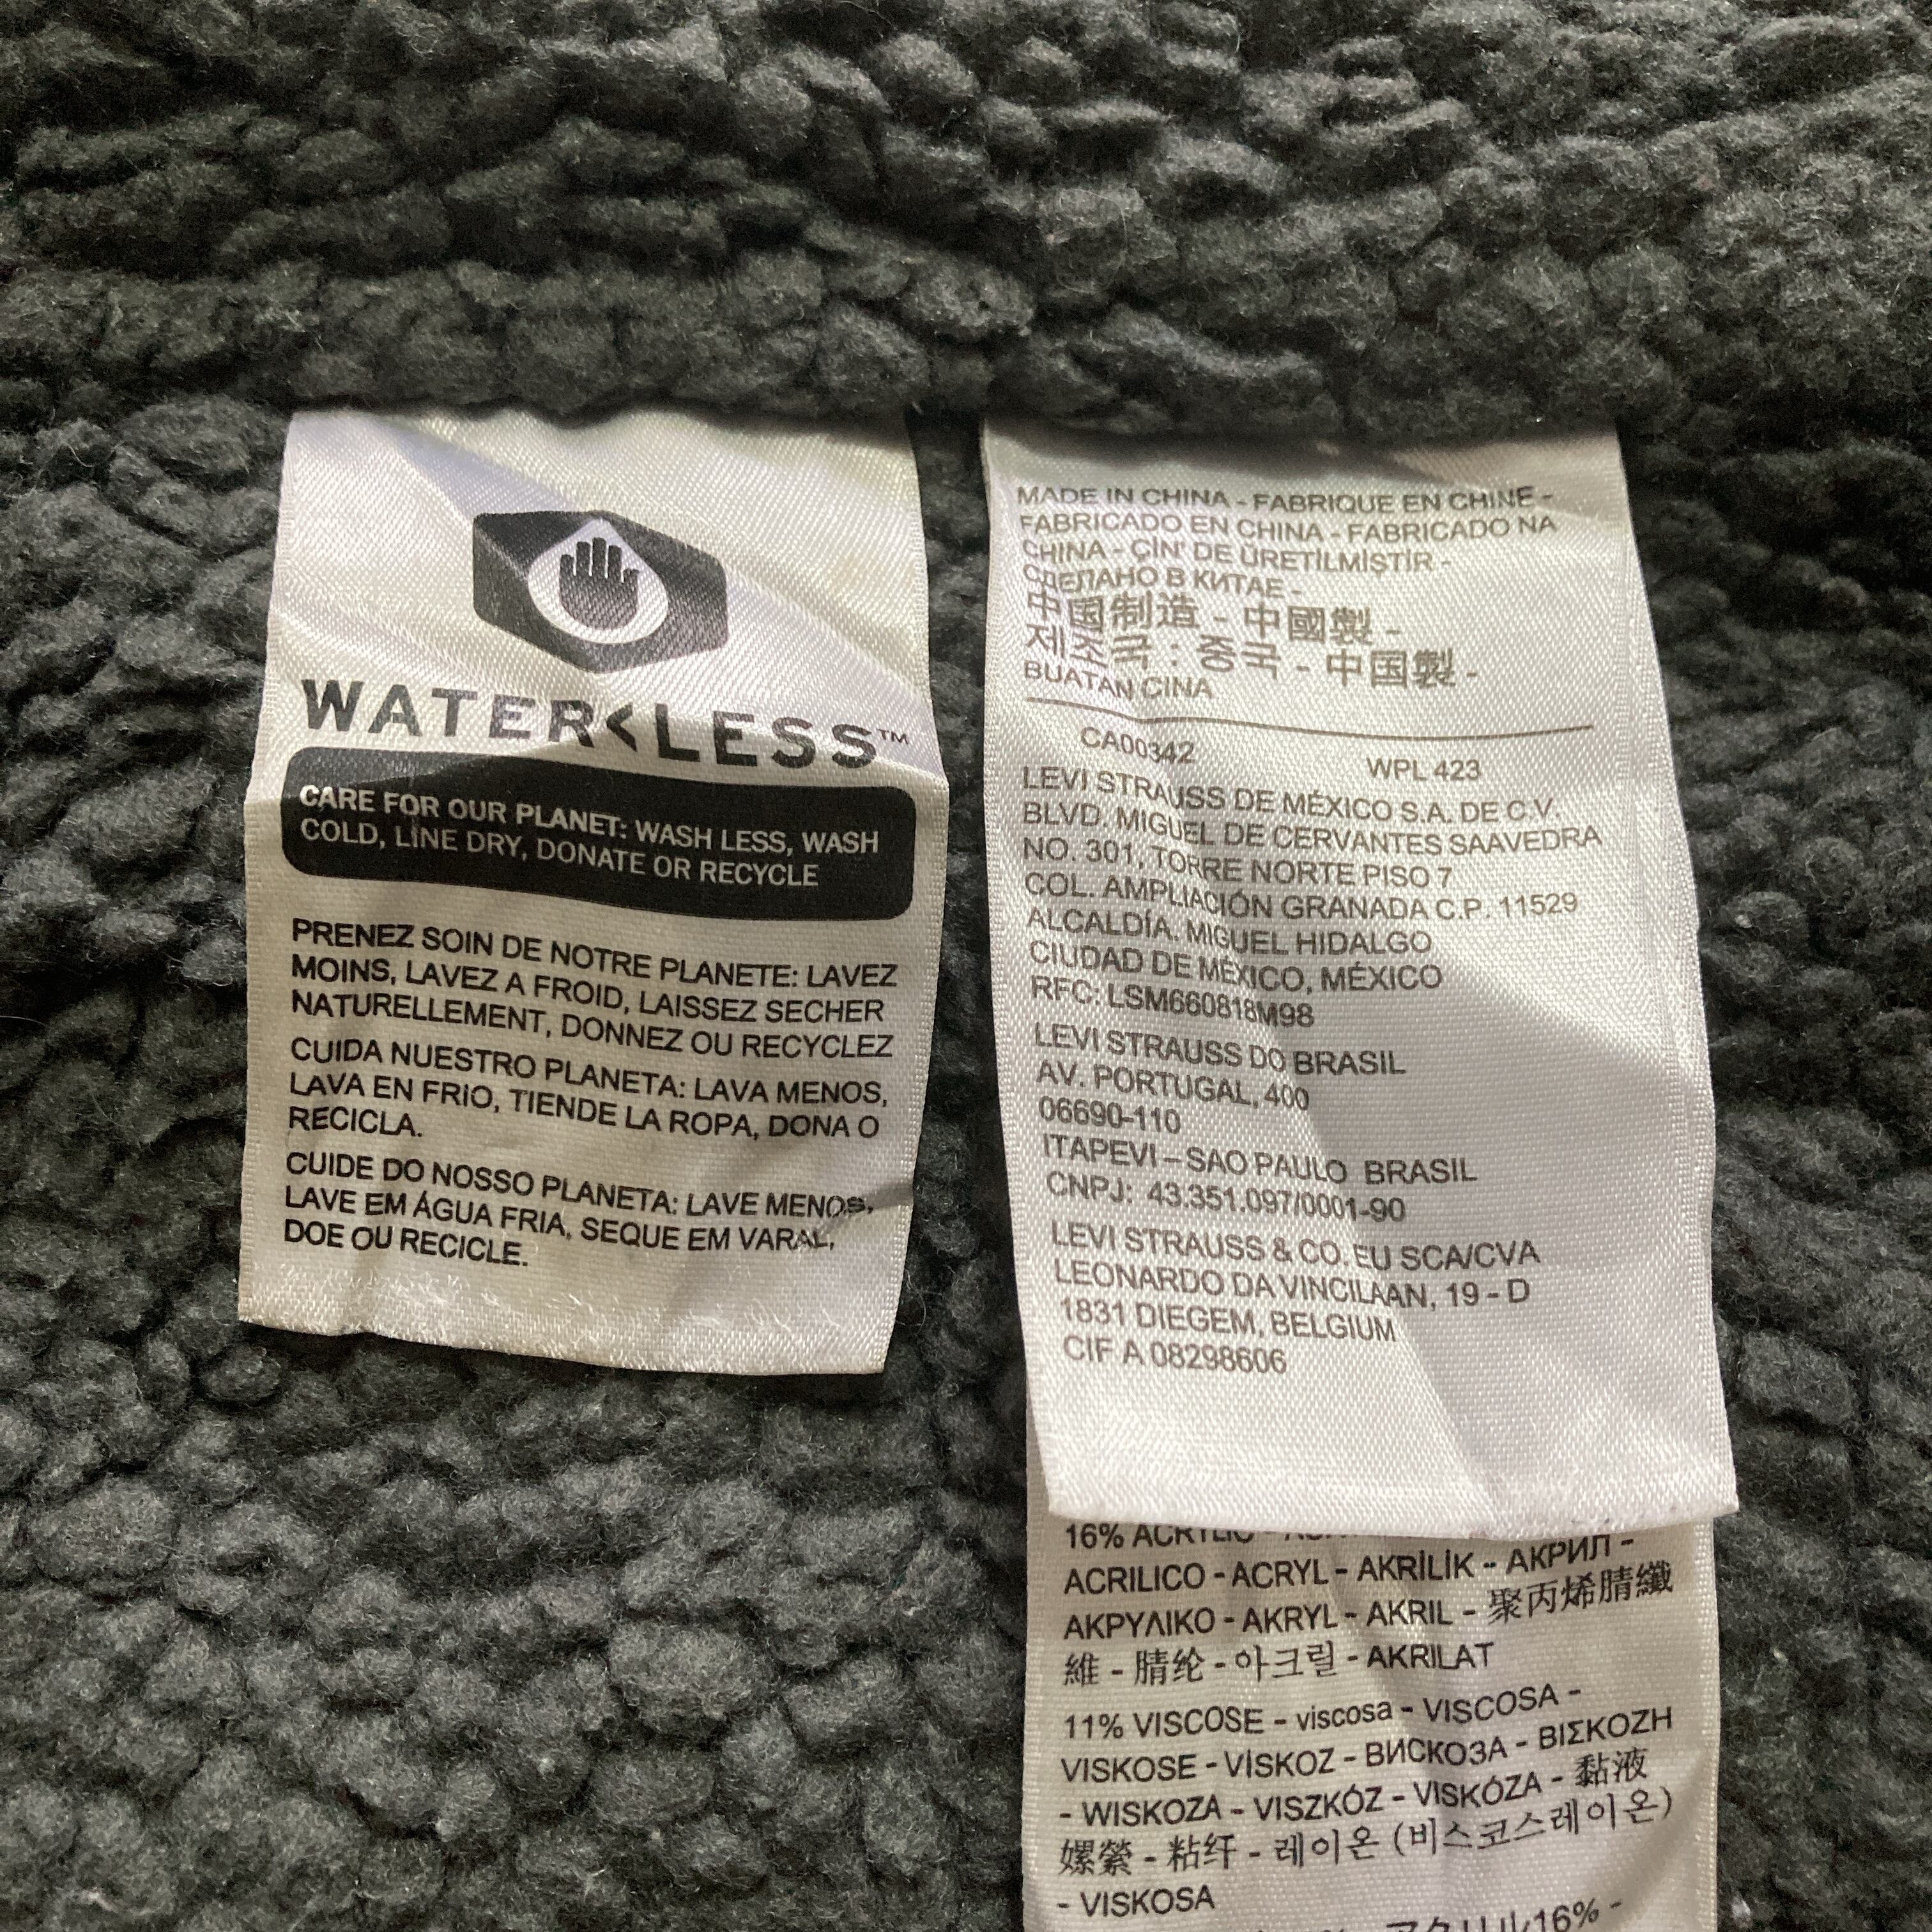 WATER<LESS™
CARE FOR OUR PLANET: WASH LESS, WASH
COLD, LINE DRY, DONATE OR RECYCLE
PRENEZ SOIN DE NOTRE PLANETE: LAVEZ
MOINS, LAVEZ A FROID, LAISSEZ SECHER
NATURELLEMENT, DONNEZ OU RECYCLEZ
CUIDA NUESTRO PLANETA: LAVA MENOS,
LAVA EN FRIO, TIENDE LA ROPA, DONA O
RECICLA.
CUIDE DO NOSSO PLANETA: LAVE MENOS,
LAVE EM ÁGUA FRIA, SEQUE EM VARAL,
DOE OU RECICLE.
MADE IN CHINA - FABRIQUE EN CHINE -
FABRICADO EN CHINA - FABRICADO NA
CHINA - ÇIN' DE ÜRETİLMİŞTİR -
СДЕЛАНО В КИТАЕ -
中国制造 - 中國製 -
제조국 : 중국 - 中国製 -
BUATAN CINA
CA00342 WPL 423
LEVI STRAUSS DE MÉXICO S.A. DE C.V.
BLVD. MIGUEL DE CERVANTES SAAVEDRA
NO. 301, TORRE NORTE PISO 7
COL. AMPLIACIÓN GRANADA C.P. 11529
ALCALDÍA. MIGUEL HIDALGO
CIUDAD DE MÉXICO, MÉXICO
RFC: LSM660818M98
LEVI STRAUSS DO BRASIL
AV. PORTUGAL, 400
06690-110
ITAPEVI – SAO PAULO BRASIL
CNPJ: 43.351.097/0001-90
LEVI STRAUSS & CO. EU SCA/CVA
LEONARDO DA VINCILAAN, 19 - D
1831 DIEGEM, BELGIUM
CIF A 08298606
16% ACRYLIC -
ACRILICO - ACRYL - AKRİLİK - АКРИЛ -
ΑΚΡΥΛΙΚΟ - AKRYL - AKRIL - 聚丙烯腈纖
維 - 腈纶 - 아크릴 - AKRILAT
11% VISCOSE - viscosa - VISCOSA -
VISKOSE - VİSKOZ - ВИСКОЗА - ΒΙΣΚΟΖΗ
- WISKOZA - VISZKÓZ - VISKÓZA - 黏液
嫘縈 - 粘纤 - 레이온 (비스코스레이온)
- VISKOSA
アクリル16% -